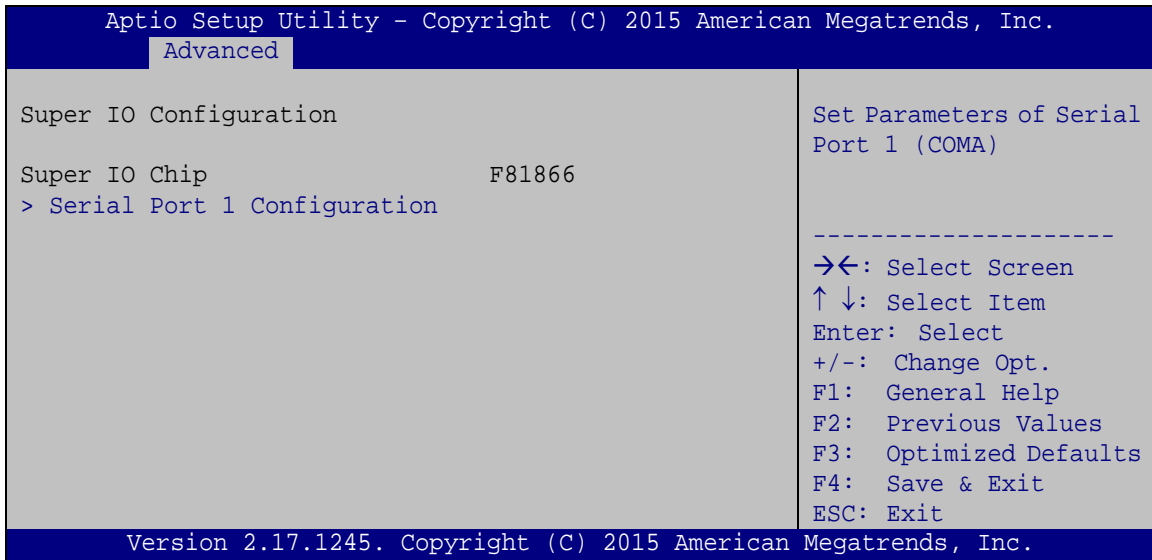 Aptio Setup Utility – Copyright (C) 2015 American Megatrends, Inc.
Advanced
Super IO Configuration
Super IO Chip F81866
> Serial Port 1 Configuration
Set Parameters of Serial
Port 1 (COMA)
---------------------
→←: Select Screen
↑ ↓: Select Item
Enter: Select
+/-: Change Opt.
F1: General Help
F2: Previous Values
F3: Optimized Defaults
F4: Save & Exit
ESC: Exit
Version 2.17.1245. Copyright (C) 2015 American Megatrends, Inc.